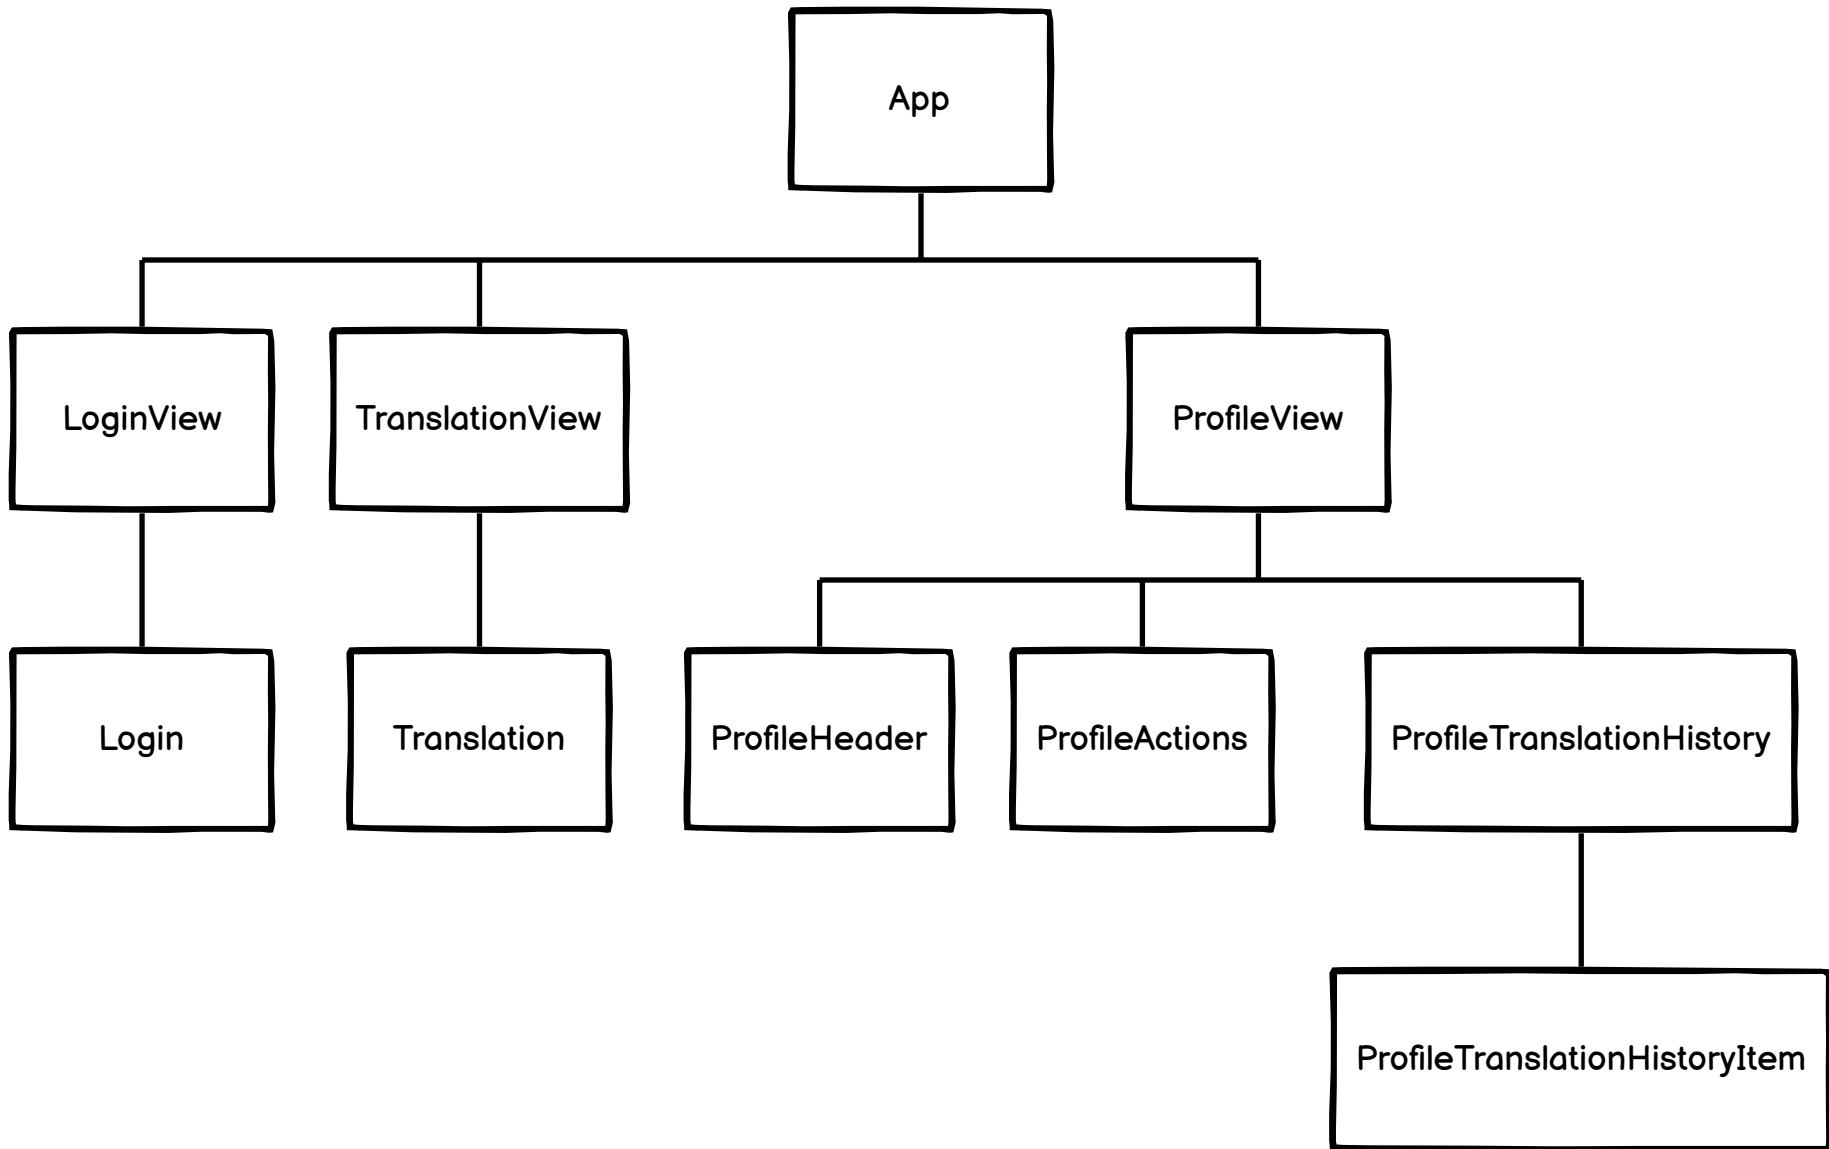 App
LoginView
TranslationView
ProfileView
Login
Translation
ProfileHeader
ProfileActions
ProfileTranslationHistory
ProfileTranslationHistoryItem